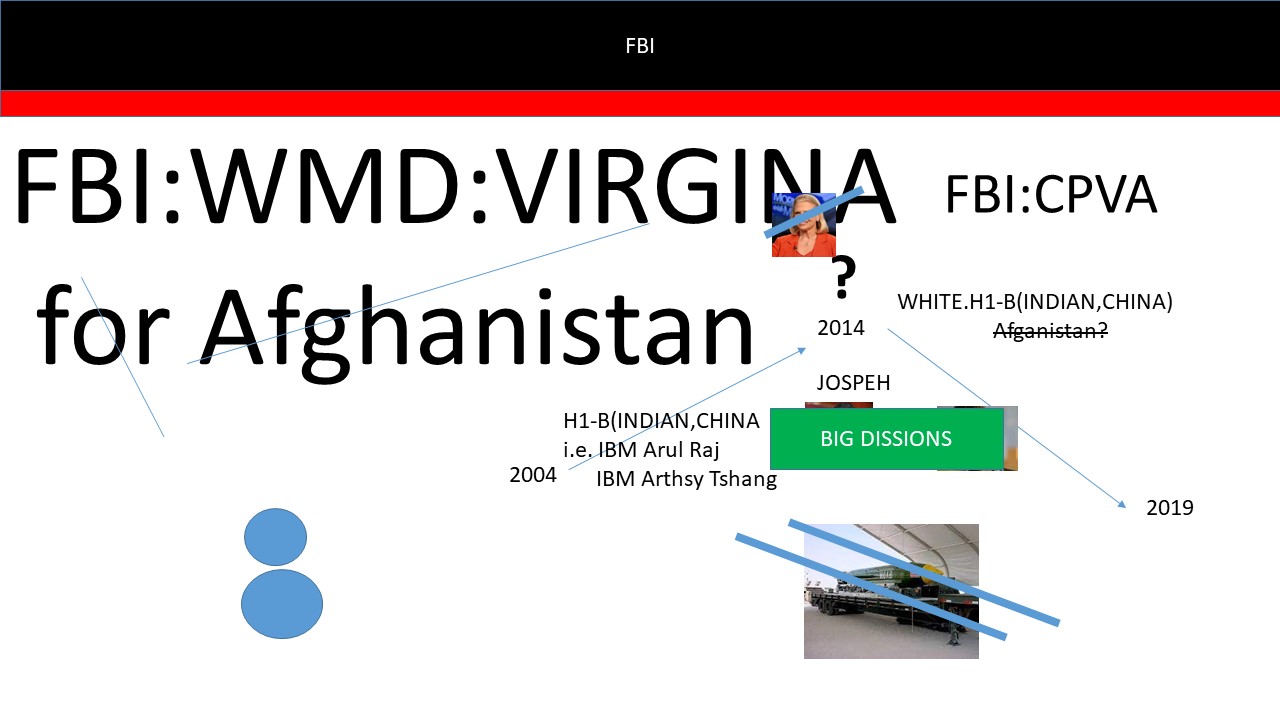 FBI
FBI:WMD:VIRGINA
FBI:CPVA
for Afghanistan
?
WHITE.H1-B(INDIAN,CHINA)
Afganistan?
2014
JOSPEH
H1-B(INDIAN,CHINA
i.e. IBM Arul Raj
IBM Arthsy Tshang
2004
BIG DISSIONS
2019